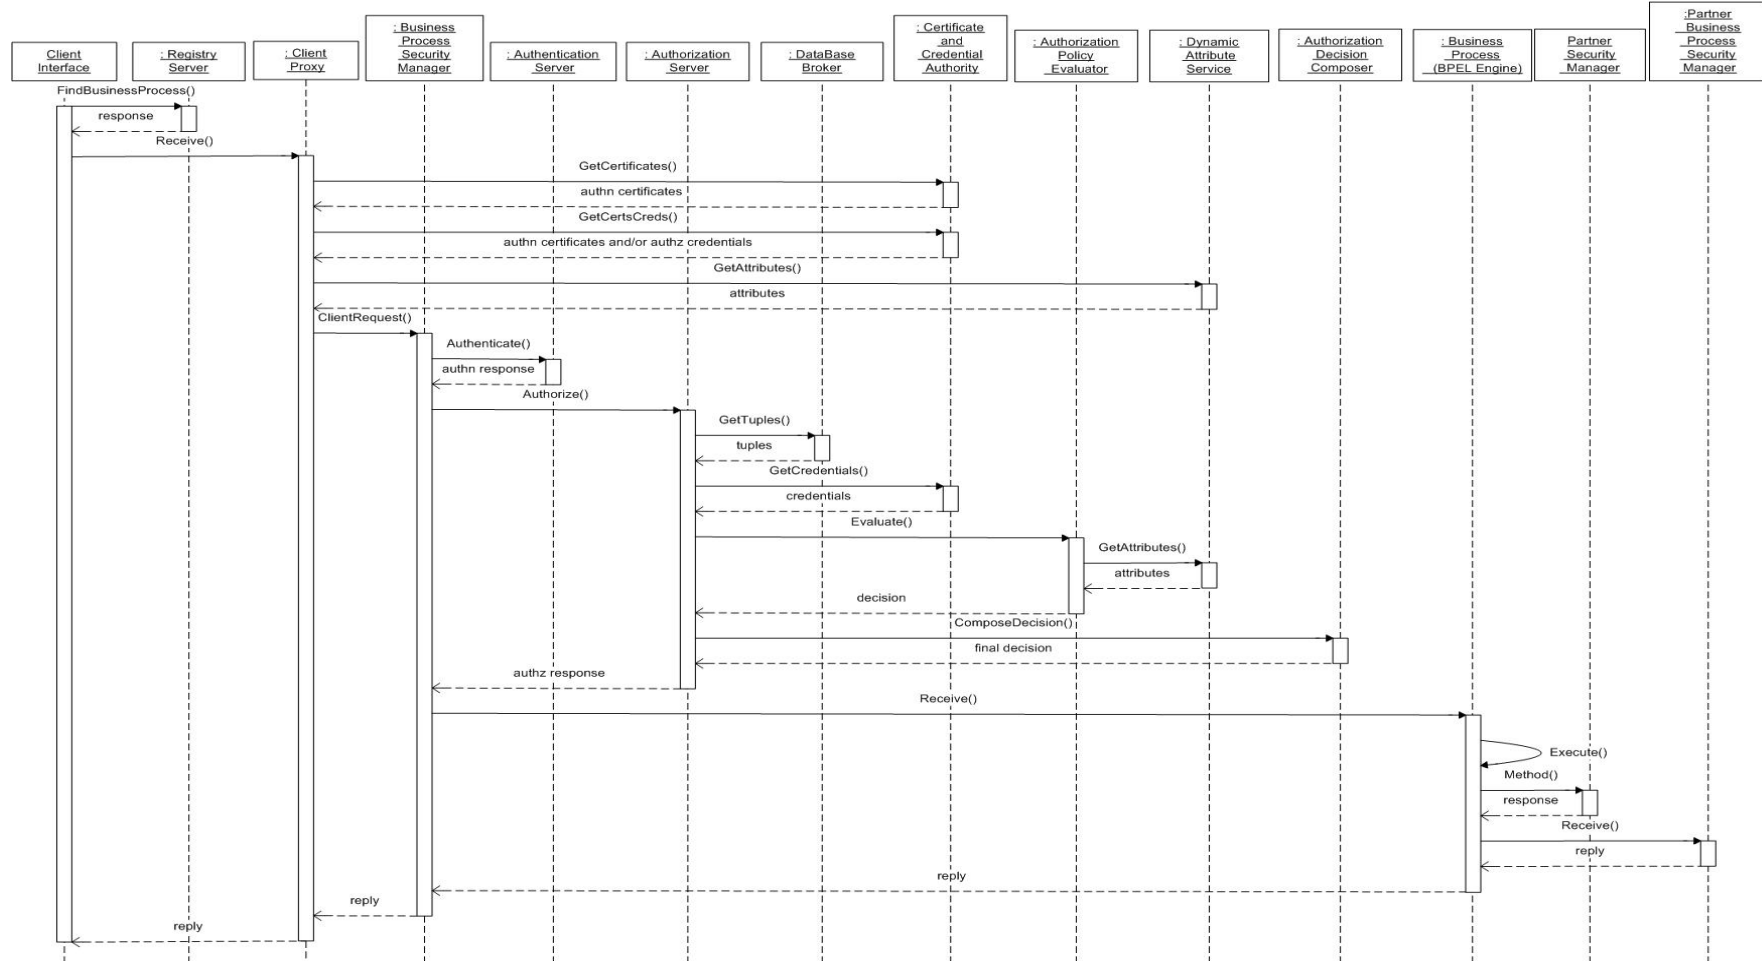 Client
Interface
: Registry
Server
: Client
Proxy
: Business
Process
Security
Manager
: Authentication
Server
: Authorization
Server
: DataBase
Broker
: Certificate
and
Credential
Authority
: Authorization
Policy
Evaluator
: Dynamic
Attribute
Service
: Authorization
Decision
Composer
: Business
Process
(BPEL Engine)
Partner
Security
Manager
:Partner
Business
Process
Security
Manager
FindBusinessProcess()
response
Receive()
GetCertificates()
authn certificates
GetCertsCreds()
authn certificates and/or authz credentials
GetAttributes()
attributes
ClientRequest()
Authenticate()
authn response
Authorize()
GetTuples()
tuples
GetCredentials()
credentials
Evaluate()
GetAttributes()
attributes
decision
ComposeDecision()
final decision
authz response
Receive()
Execute()
Method()
response
Receive()
reply
reply
reply
reply